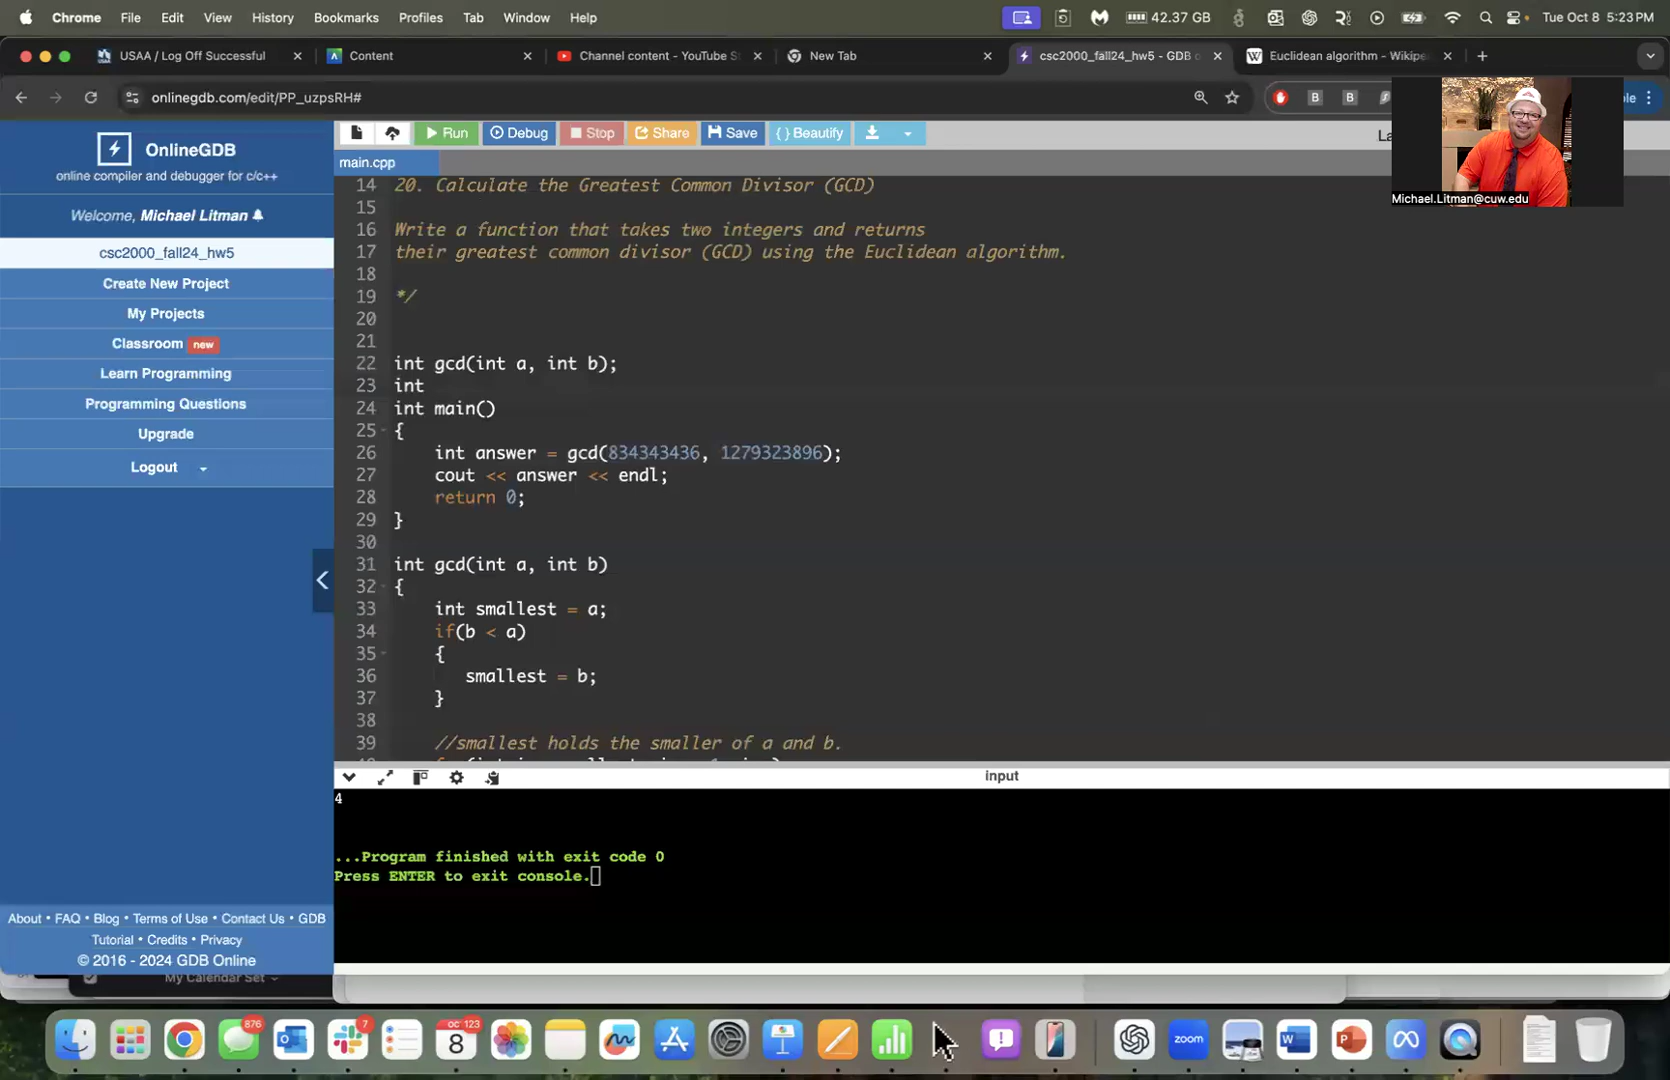 Chrome File Edit View History Bookmarks Profiles Tab Window Help 42.37 GB Tue Oct 8 5:23 PM
USAA / Log Off Successful Content Channel content - YouTube S New Tab csc2000_fall24_hw5 - GDB o Euclidean algorithm - Wikipe
onlinegdb.com/edit/PP_uzpsRH#
OnlineGDB
online compiler and debugger for c/c++
Welcome, Michael Litman
csc2000_fall24_hw5
Create New Project
My Projects
Classroom new
Learn Programming
Programming Questions
Upgrade
Logout
About • FAQ • Blog • Terms of Use • Contact Us • GDB
Tutorial • Credits • Privacy
© 2016 - 2024 GDB Online
My Calendar Set
Run Debug Stop Share Save { } Beautify La
Michael.Litman@cuw.edu
main.cpp
14 20. Calculate the Greatest Common Divisor (GCD)
15
16 Write a function that takes two integers and returns
17 their greatest common divisor (GCD) using the Euclidean algorithm.
18
19 */
20
21
22 int gcd(int a, int b);
23 int
24 int main()
25 {
26 int answer = gcd(834343436, 1279323896);
27 cout << answer << endl;
28 return 0;
29 }
30
31 int gcd(int a, int b)
32 {
33 int smallest = a;
34 if(b < a)
35 {
36 smallest = b;
37 }
38
39 //smallest holds the smaller of a and b.
input
4
...Program finished with exit code 0
Press ENTER to exit console.
876 7 OC 123 8 zoom